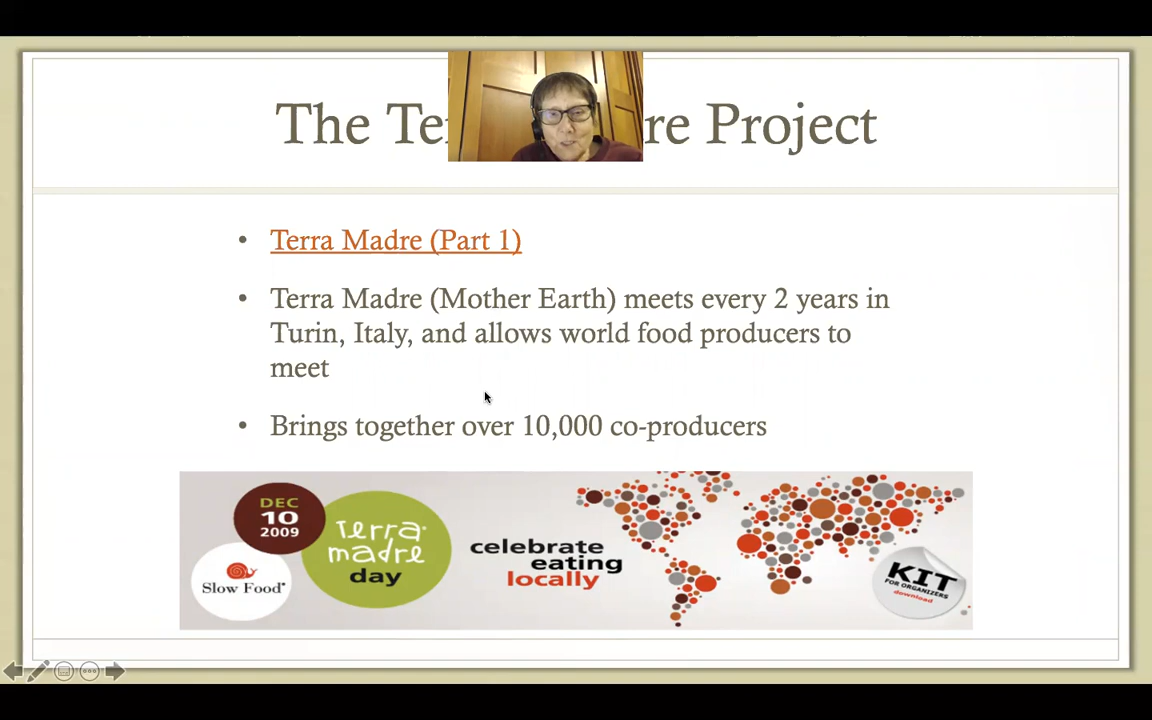 The Te re Project
Terra Madre (Part 1)
Terra Madre (Mother Earth) meets every 2 years in
Turin, Italy, and allows world food producers to
meet
Brings together over 10,000 co-producers
DEC
10
2009
Terra
madre
day
Slow Food®
celebrate
eating
locally
KIT
FOR ORGANIZERS
download